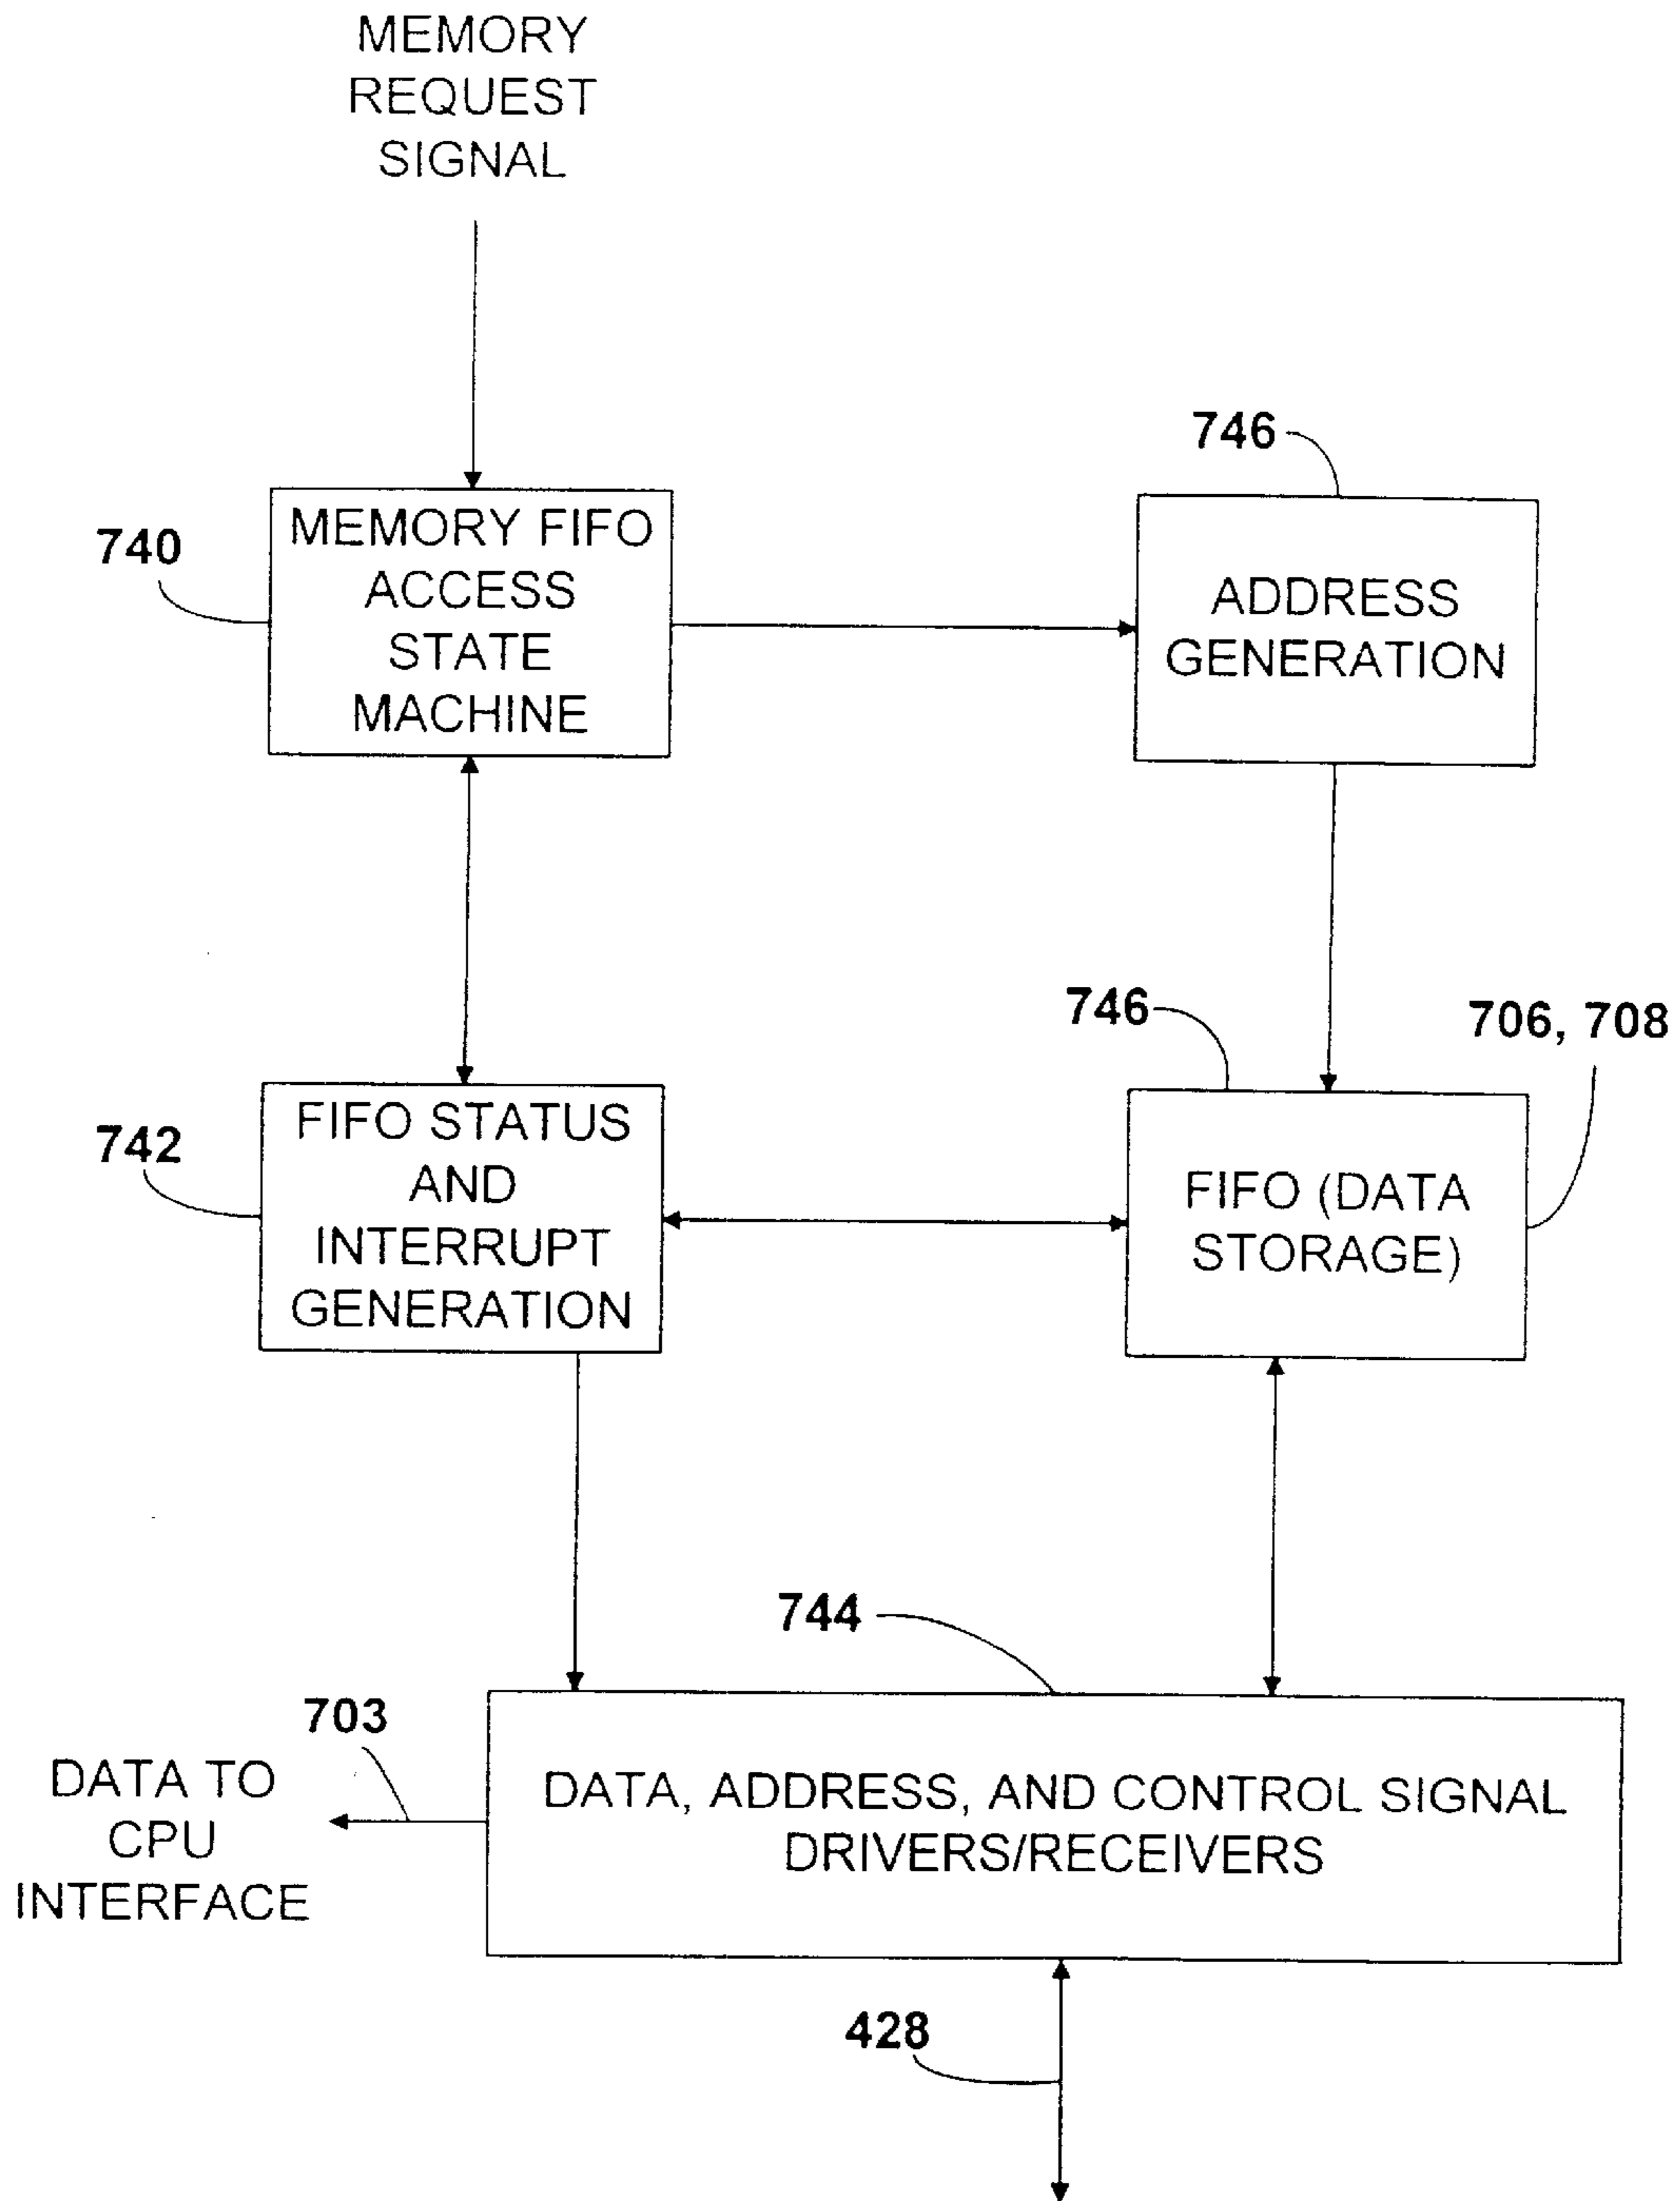 MEMORY
REQUEST
SIGNAL
746
740
MEMORY FIFO
ACCESS
STATE
MACHINE
ADDRESS
GENERATION
746
706, 708
742
FIFO STATUS
AND
INTERRUPT
GENERATION
FIFO (DATA
STORAGE)
744
703
DATA TO
CPU
INTERFACE
DATA, ADDRESS, AND CONTROL SIGNAL
DRIVERS/RECEIVERS
428